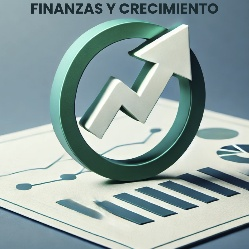 FINANZAS Y CRECIMIENTO